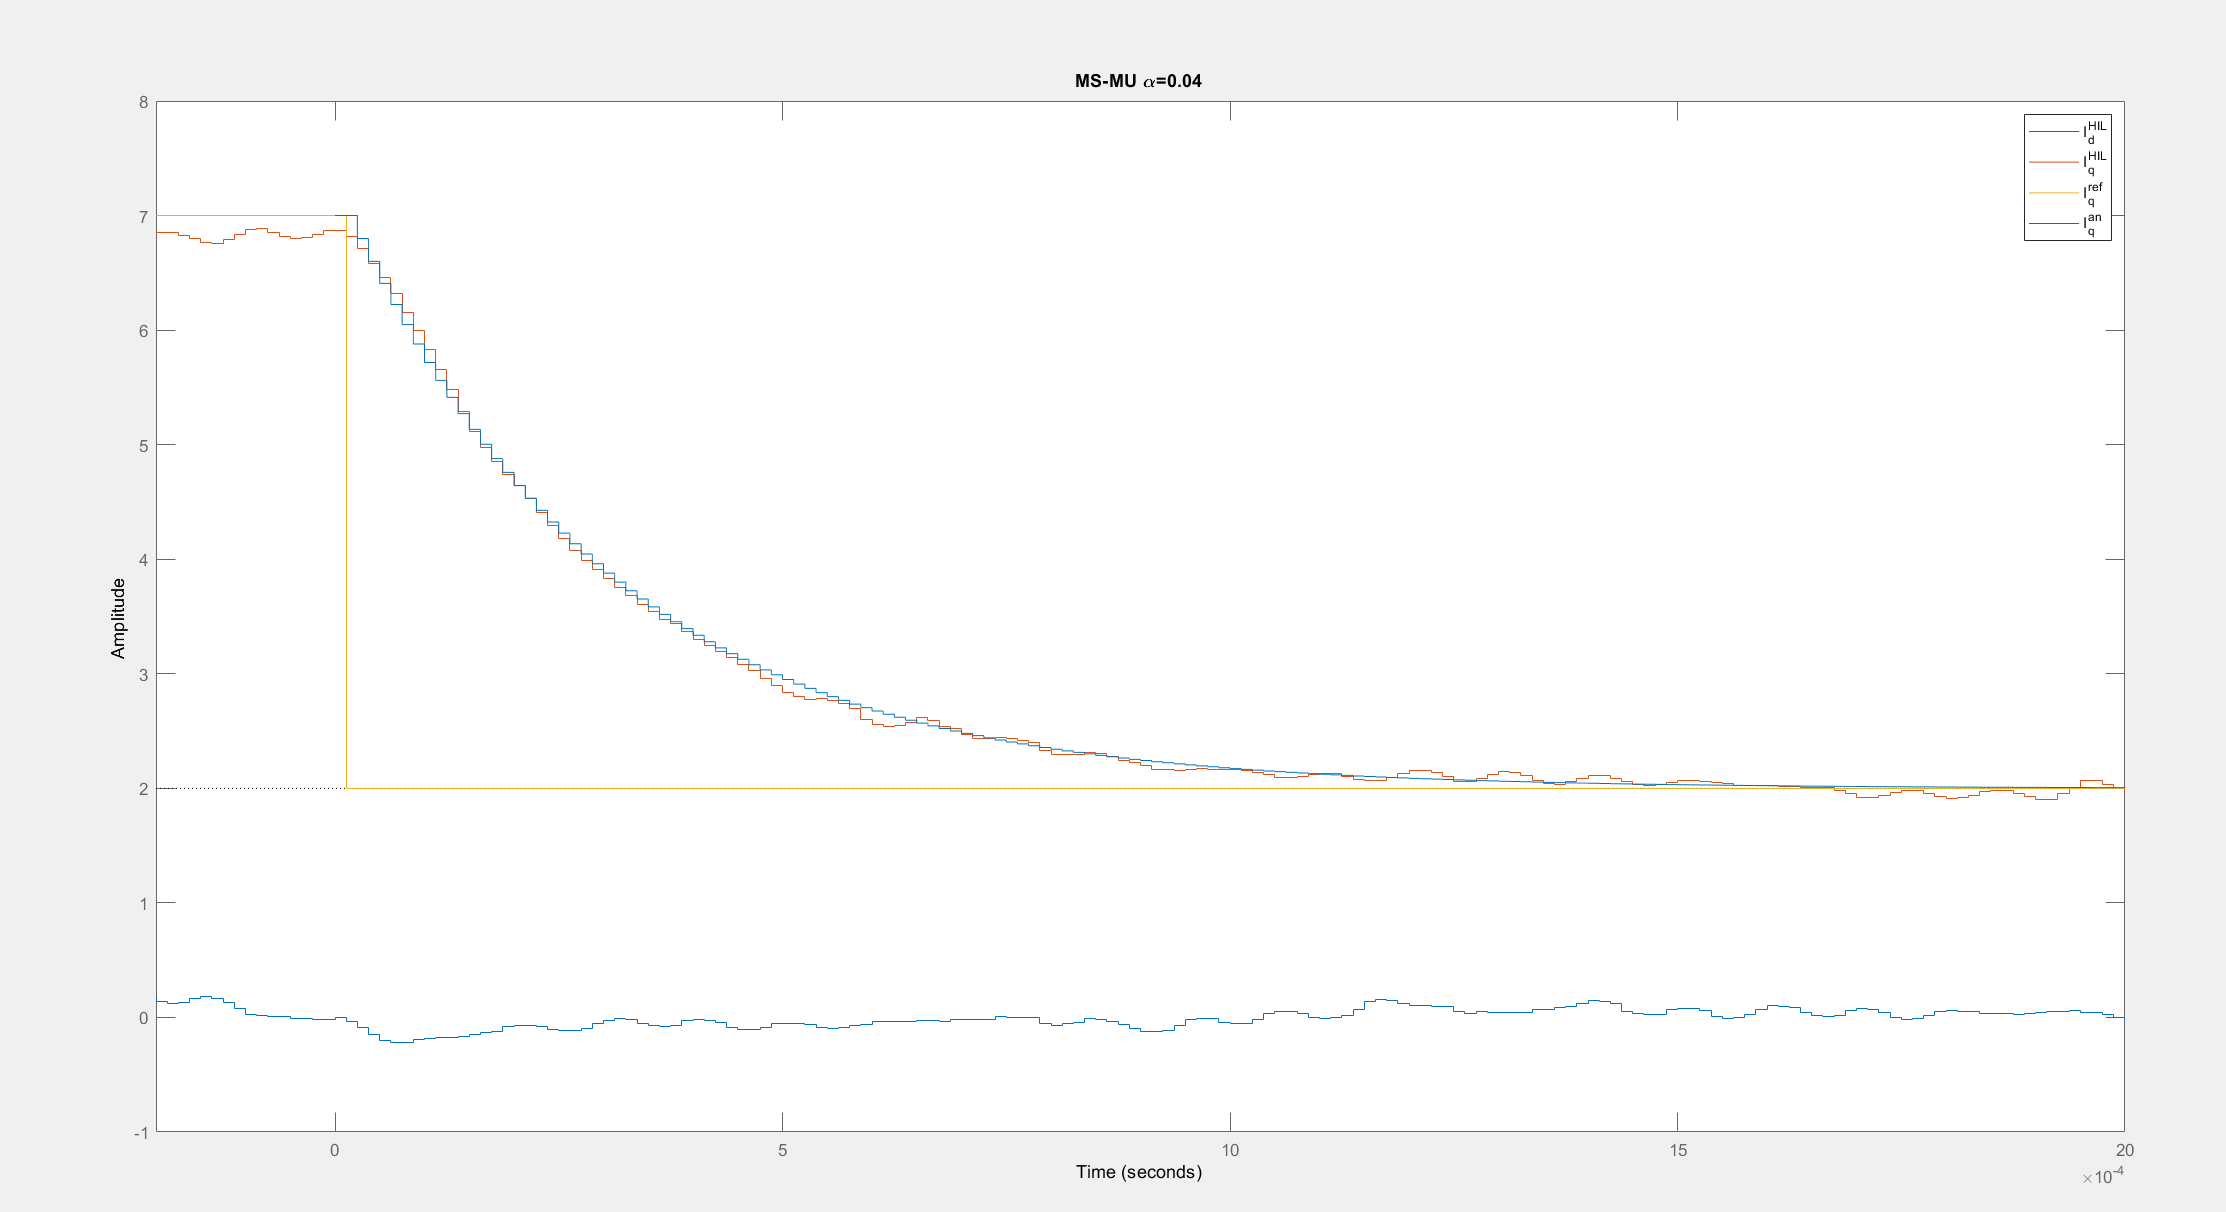 MS-MU α=0.04
8
7
6
5
4
3
2
1
0
-1
Amplitude
0 5 10 15 20
Time (seconds)
×10⁻⁴
I_d^HIL
I_q^HIL
I_q^ref
I_q^an